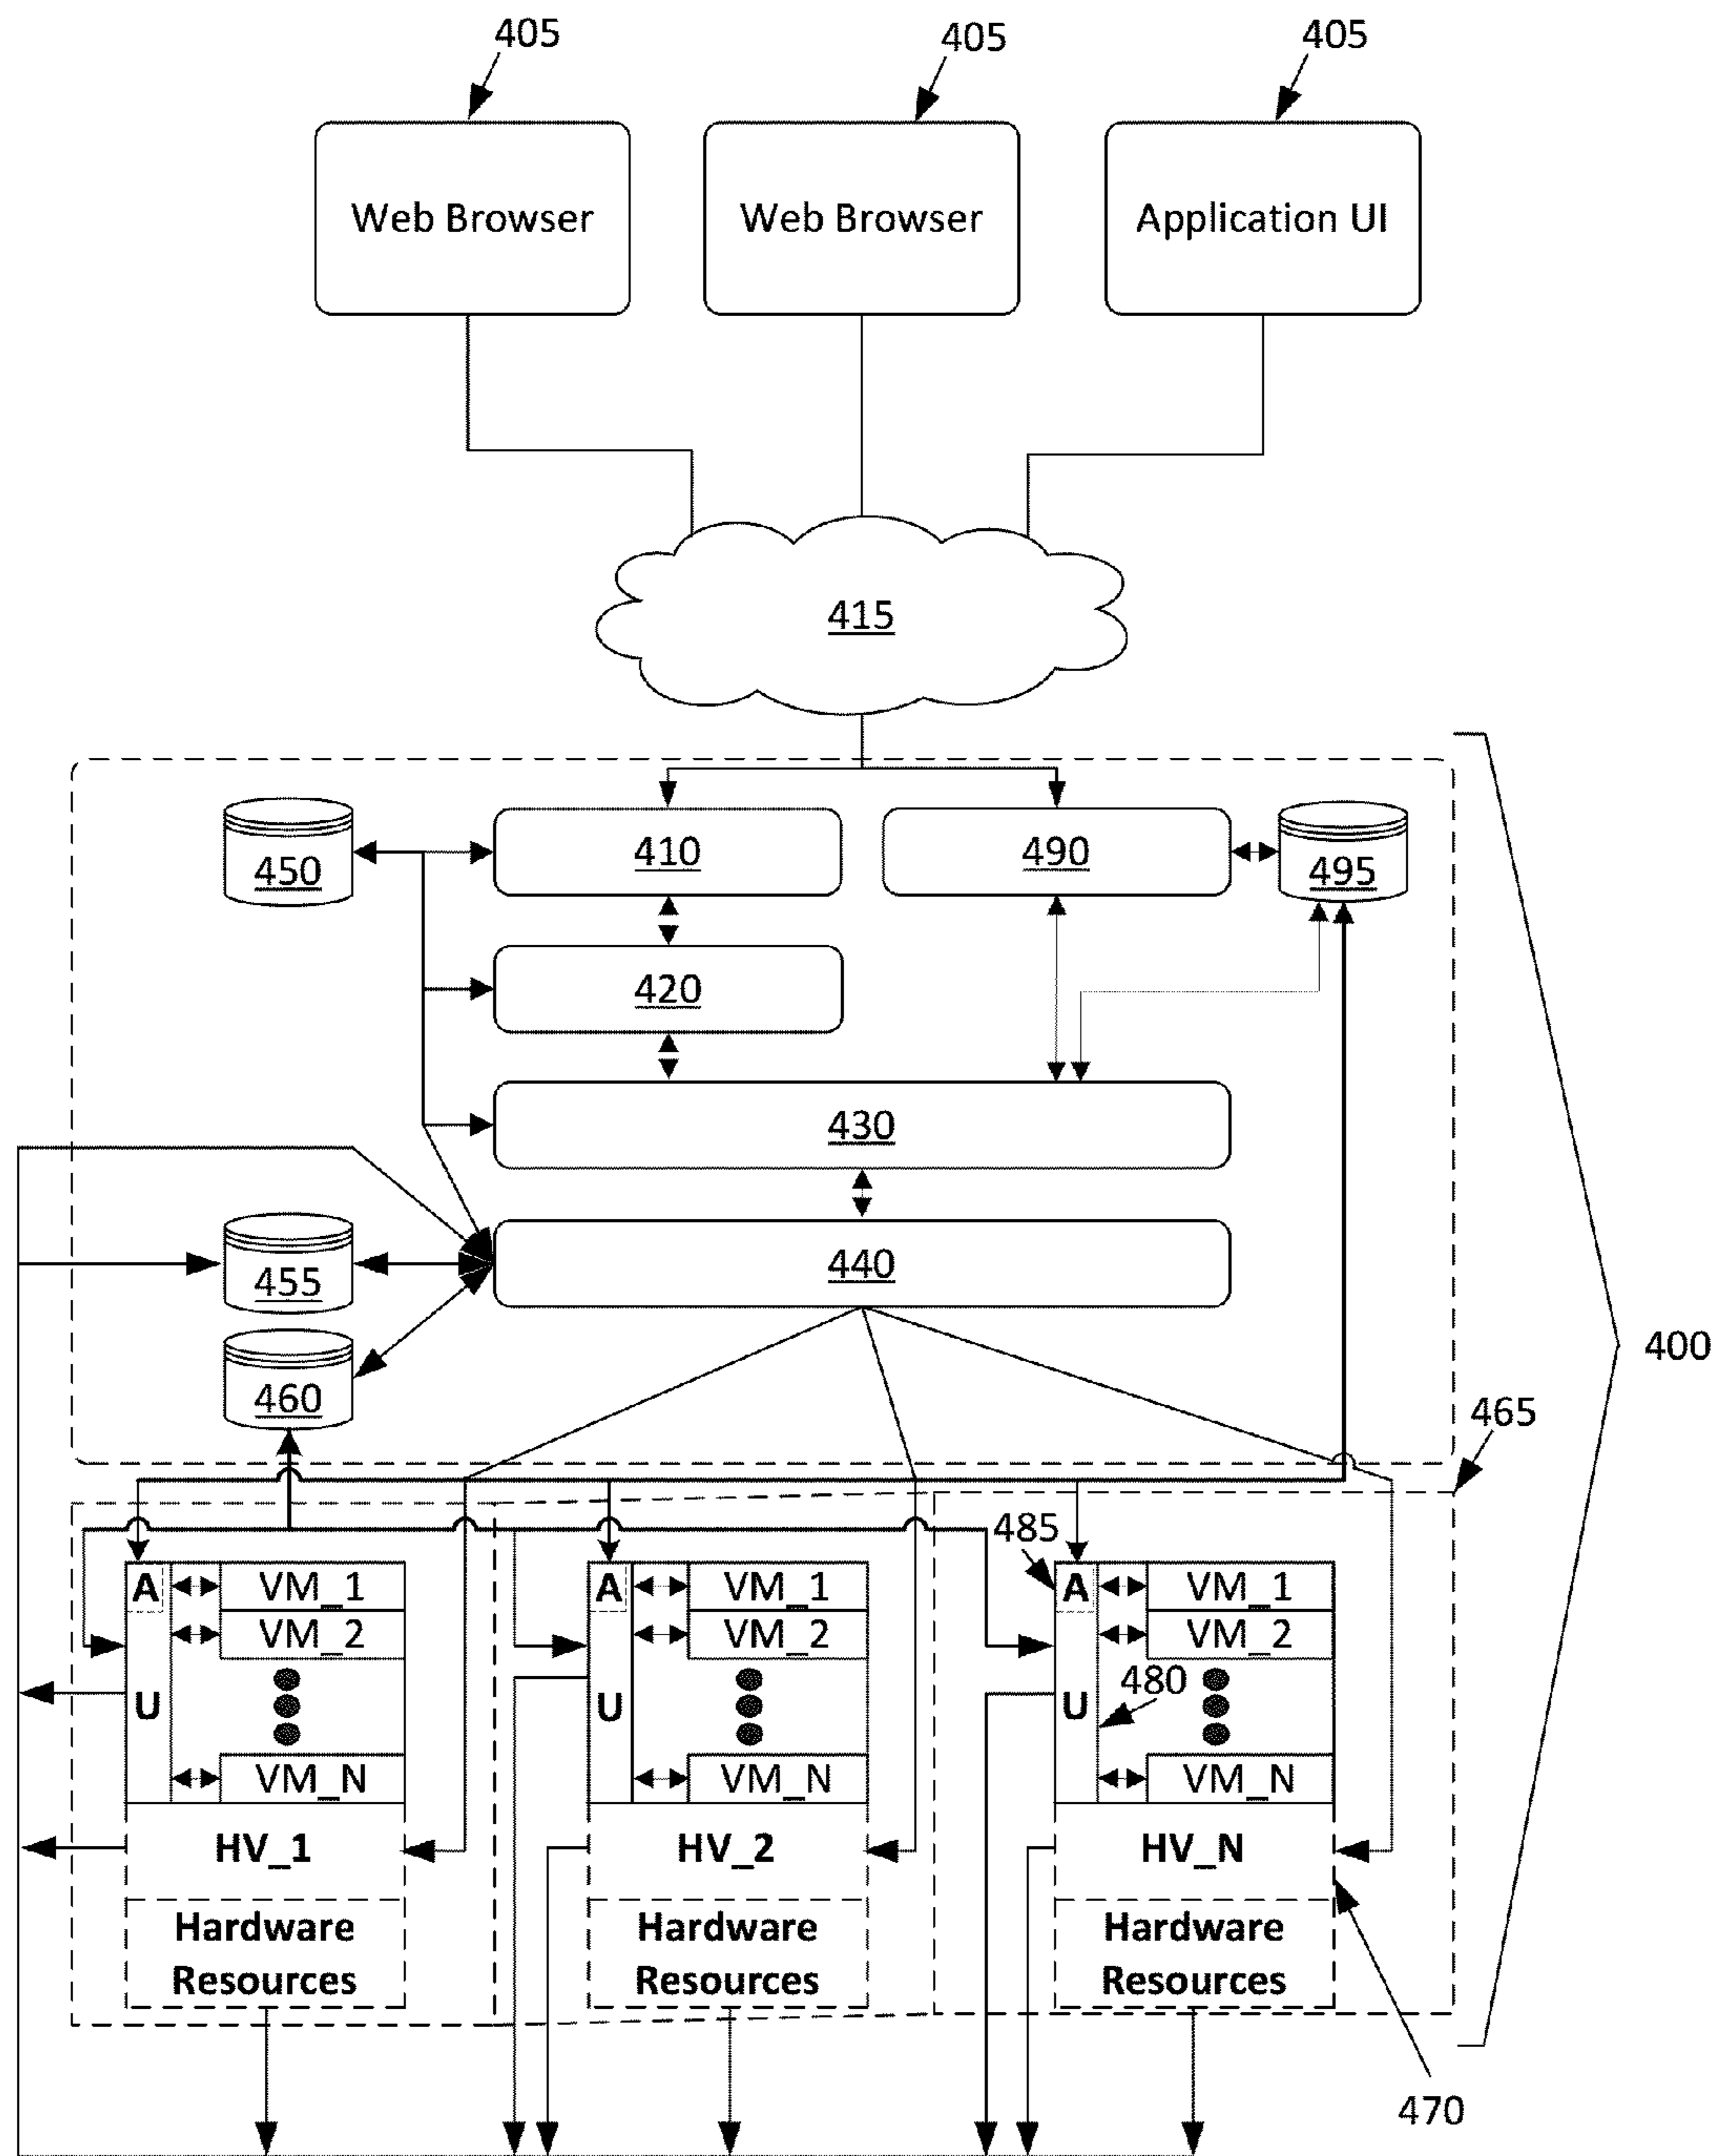 405
405
405
Web Browser
Web Browser
Application UI
415
450
410
490
495
420
430
455
440
460
400
465
485
A
VM_1
A
VM_1
A
VM_1
VM_2
VM_2
VM_2
U
U
U
480
VM_N
VM_N
VM_N
HV_1
HV_2
HV_N
Hardware
Resources
Hardware
Resources
Hardware
Resources
470